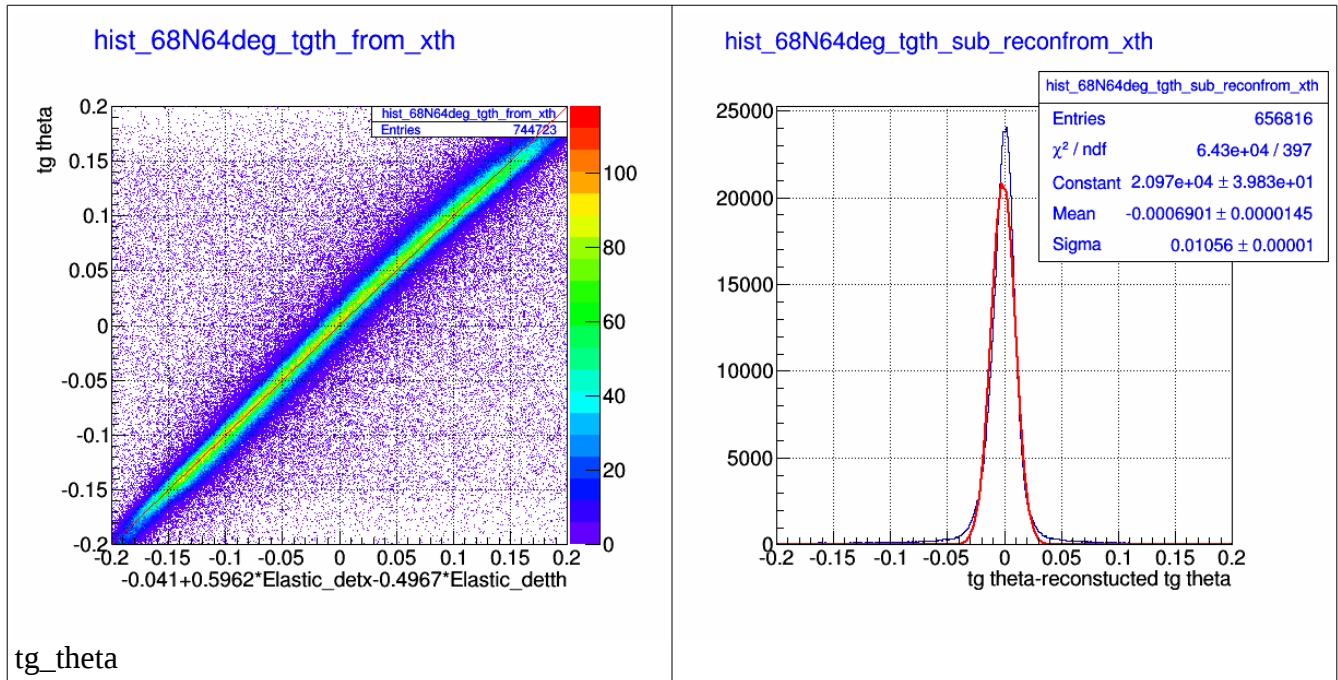 hist_68N64deg_tgth_from_xth
tg theta
hist_68N64deg_tgth_from_xth
Entries 744723
0.2
0.15
0.1
0.05
0
-0.05
-0.1
-0.15
-0.2
-0.2 -0.15 -0.1 -0.05 0 0.05 0.1 0.15 0.2
-0.041+0.5962*Elastic_detx-0.4967*Elastic_detth
100
80
60
40
20
0
tg_theta
hist_68N64deg_tgth_sub_reconfrom_xth
hist_68N64deg_tgth_sub_reconfrom_xth
Entries 656816
χ² / ndf 6.43e+04 / 397
Constant 2.097e+04 ± 3.983e+01
Mean -0.0006901 ± 0.0000145
Sigma 0.01056 ± 0.00001
25000
20000
15000
10000
5000
0
-0.2 -0.15 -0.1 -0.05 0 0.05 0.1 0.15 0.2
tg theta-reconstucted tg theta